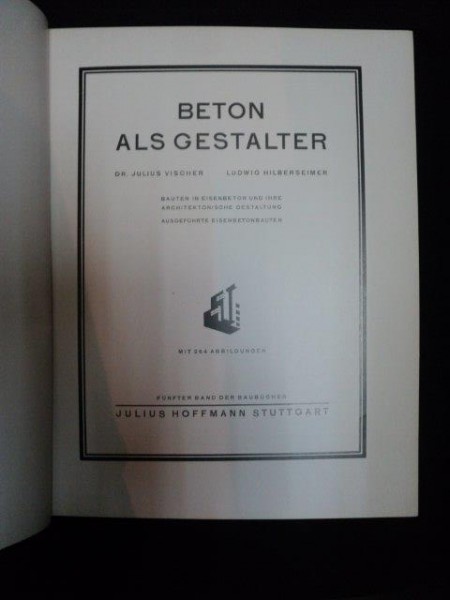 BETON
ALS GESTALTER
DR. JULIUS VISCHER LUDWIG HILBERSEIMER
BAUTEN IN EISENBETON UND IHRE
ARCHITEKTONISCHE GESTALTUNG
AUSGEFÜHRTE EISENBETONBAUTEN
MIT 266 ABBILDUNGEN
FÜNFTER BAND DER BAUBÜCHER
JULIUS HOFFMANN STUTTGART